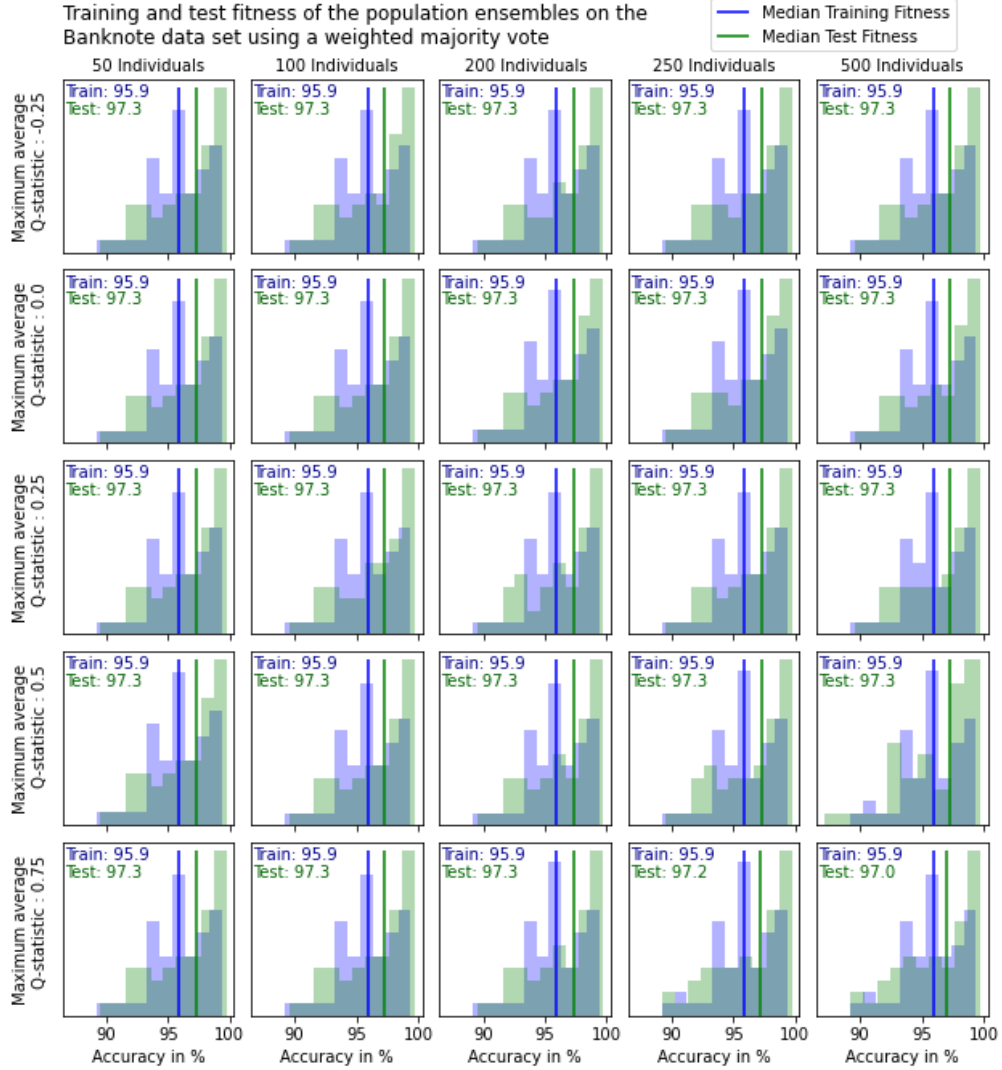 Training and test fitness of the population ensembles on the
Banknote data set using a weighted majority vote
Median Training Fitness
Median Test Fitness
50 Individuals
100 Individuals
200 Individuals
250 Individuals
500 Individuals
Maximum average
Q-statistic : -0.25
Train: 95.9
Test: 97.3
Train: 95.9
Test: 97.3
Train: 95.9
Test: 97.3
Train: 95.9
Test: 97.3
Train: 95.9
Test: 97.3
Maximum average
Q-statistic : 0.0
Train: 95.9
Test: 97.3
Train: 95.9
Test: 97.3
Train: 95.9
Test: 97.3
Train: 95.9
Test: 97.3
Train: 95.9
Test: 97.3
Maximum average
Q-statistic : 0.25
Train: 95.9
Test: 97.3
Train: 95.9
Test: 97.3
Train: 95.9
Test: 97.3
Train: 95.9
Test: 97.3
Train: 95.9
Test: 97.3
Maximum average
Q-statistic : 0.5
Train: 95.9
Test: 97.3
Train: 95.9
Test: 97.3
Train: 95.9
Test: 97.3
Train: 95.9
Test: 97.3
Train: 95.9
Test: 97.3
Maximum average
Q-statistic : 0.75
Train: 95.9
Test: 97.3
Train: 95.9
Test: 97.3
Train: 95.9
Test: 97.3
Train: 95.9
Test: 97.2
Train: 95.9
Test: 97.0
90 95 100
90 95 100
90 95 100
90 95 100
90 95 100
Accuracy in %
Accuracy in %
Accuracy in %
Accuracy in %
Accuracy in %